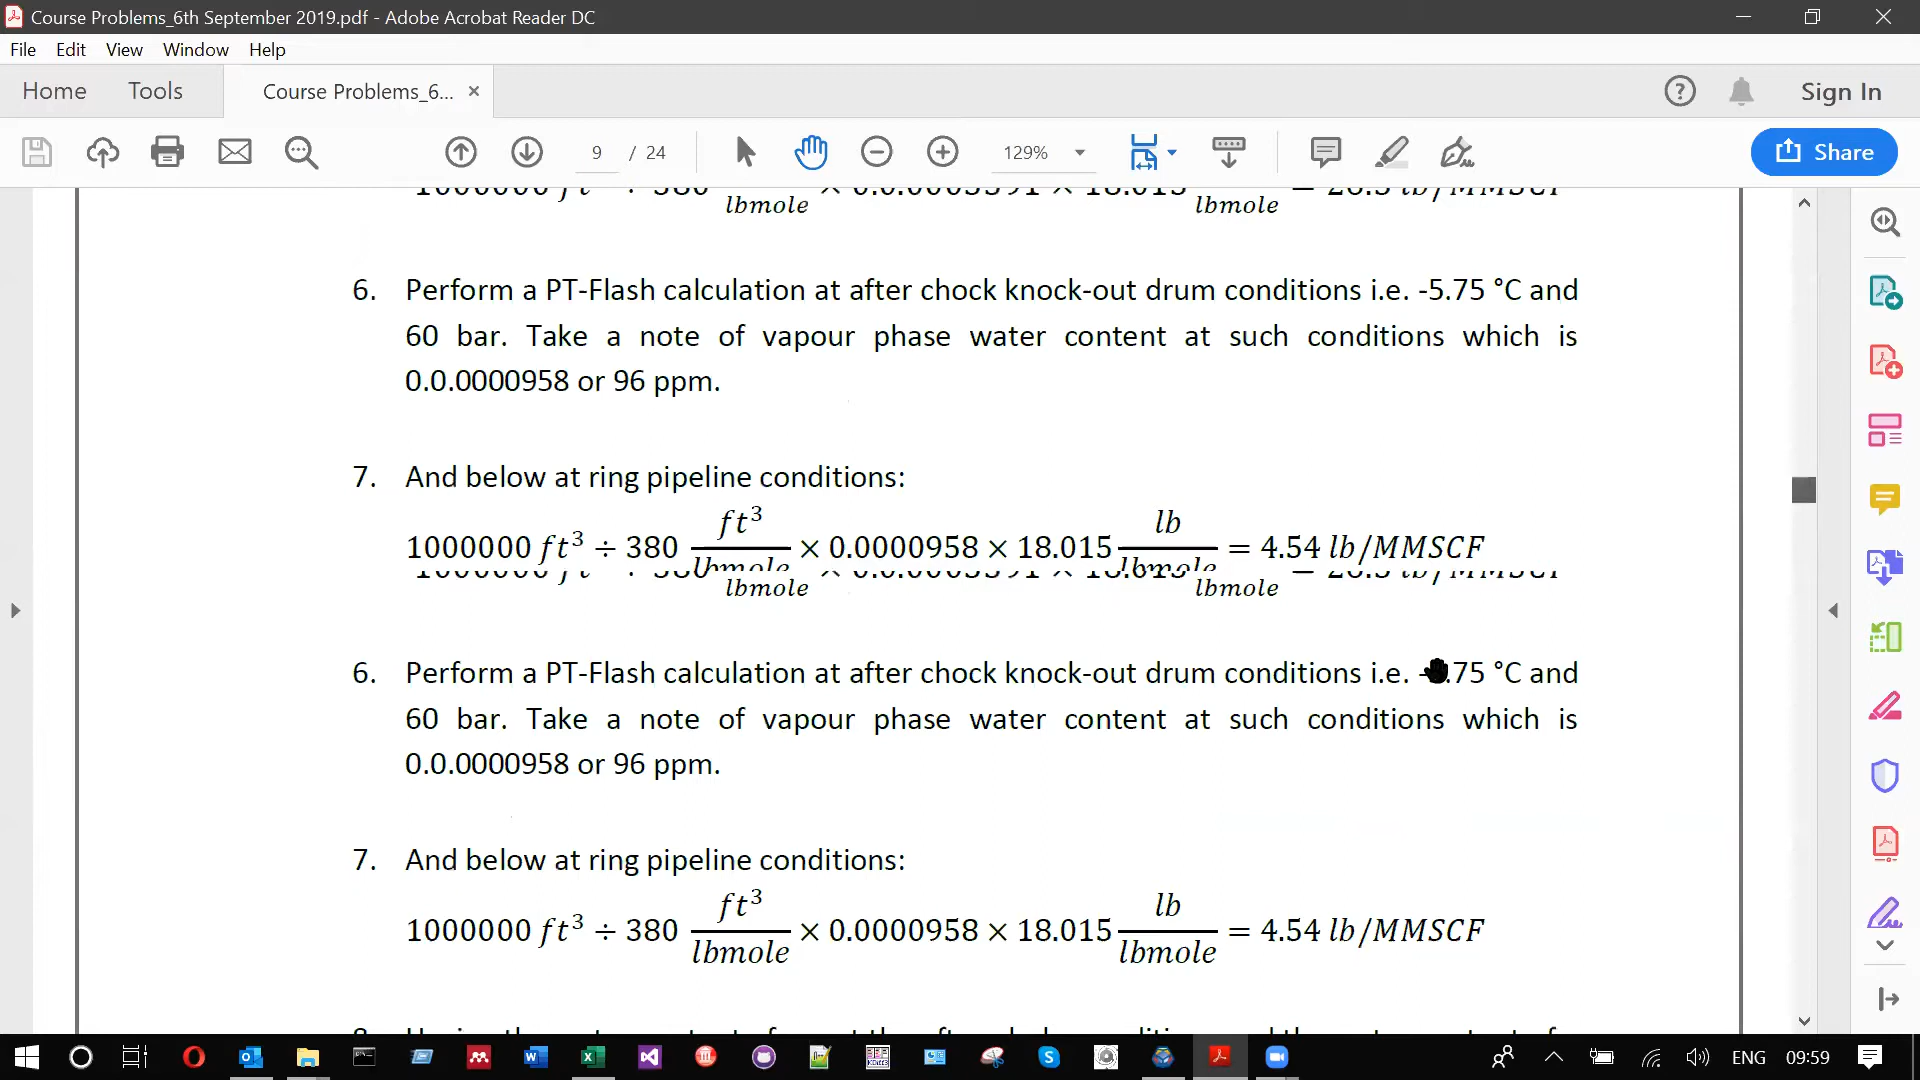 Course Problems_6th September 2019.pdf - Adobe Acrobat Reader DC
File Edit View Window Help
Home Tools Course Problems_6... × Sign In
9 / 24 129% Share
lbmole lbmole
6. Perform a PT-Flash calculation at after chock knock-out drum conditions i.e. -5.75 °C and
60 bar. Take a note of vapour phase water content at such conditions which is
0.0.0000958 or 96 ppm.
7. And below at ring pipeline conditions:
1000000 ft³ ÷ 380 ft³/lbmole × 0.0000958 × 18.015 lb/lbmole = 4.54 lb/MMSCF
lbmole lbmole
6. Perform a PT-Flash calculation at after chock knock-out drum conditions i.e. .75 °C and
60 bar. Take a note of vapour phase water content at such conditions which is
0.0.0000958 or 96 ppm.
7. And below at ring pipeline conditions:
1000000 ft³ ÷ 380 ft³/lbmole × 0.0000958 × 18.015 lb/lbmole = 4.54 lb/MMSCF
ENG 09:59